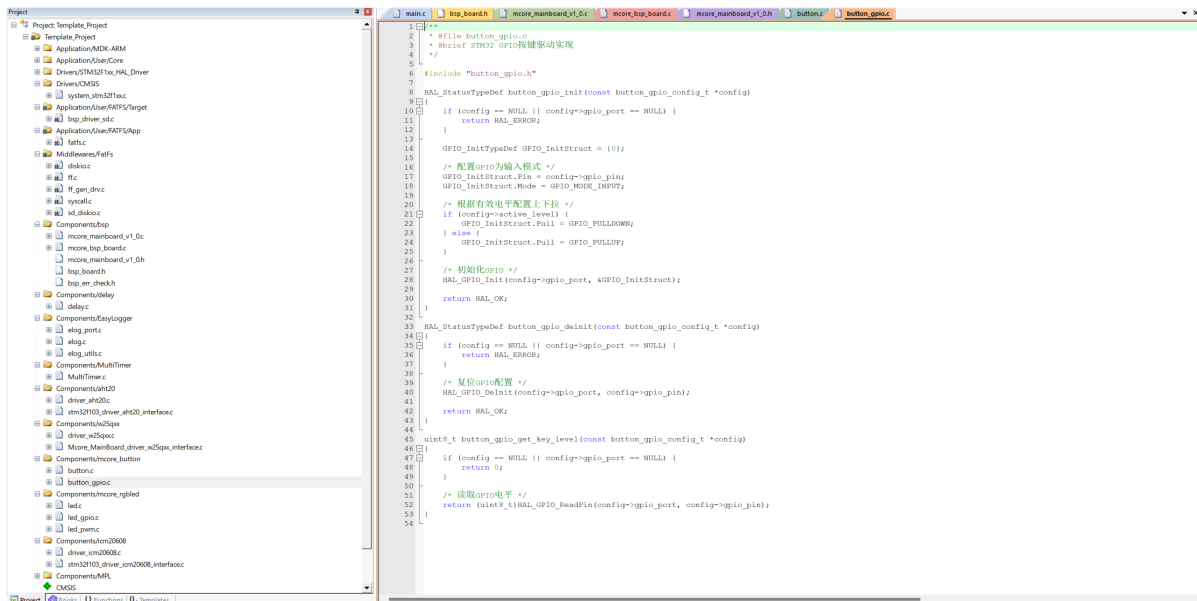 Project
Project: Template_Project
Template_Project
Application/MDK-ARM
Application/User/Core
Drivers/STM32F1xx_HAL_Driver
Drivers/CMSIS
system_stm32f1xx.c
Application/User/FATFS/Target
bsp_driver_sd.c
Application/User/FATFS/App
fatfs.c
Middlewares/FatFs
diskio.c
ff.c
ff_gen_drv.c
syscall.c
sd_diskio.c
Components/bsp
mcore_mainboard_v1_0.c
mcore_bsp_board.c
mcore_mainboard_v1_0.h
bsp_board.h
bsp_err_check.h
Components/delay
delay.c
Components/EasyLogger
elog_port.c
elog.c
elog_utils.c
Components/MultiTimer
MultiTimer.c
Components/aht20
driver_aht20.c
stm32f103_driver_aht20_interface.c
Components/w25qxx
driver_w25qxx.c
Mcore_MainBoard_driver_w25qxx_interface.c
Components/mcore_button
button.c
button_gpio.c
Components/mcore_rgbled
led.c
led_gpio.c
led_pwm.c
Components/icm20608
driver_icm20608.c
stm32f103_driver_icm20608_interface.c
Components/MPL
CMSIS
Project Books {} Functions Templates
main.c bsp_board.h mcore_mainboard_v1_0.c mcore_bsp_board.c mcore_mainboard_v1_0.h button.c button_gpio.c
1 /**
2 * @file button_gpio.c
3 * @brief STM32 GPIO按键驱动实现
4 */
5
6 #include "button_gpio.h"
7
8 HAL_StatusTypeDef button_gpio_init(const button_gpio_config_t *config)
9 {
10 if (config == NULL || config->gpio_port == NULL) {
11 return HAL_ERROR;
12 }
13
14 GPIO_InitTypeDef GPIO_InitStruct = {0};
15
16 /* 配置GPIO为输入模式 */
17 GPIO_InitStruct.Pin = config->gpio_pin;
18 GPIO_InitStruct.Mode = GPIO_MODE_INPUT;
19
20 /* 根据有效电平配置上下拉 */
21 if (config->active_level) {
22 GPIO_InitStruct.Pull = GPIO_PULLDOWN;
23 } else {
24 GPIO_InitStruct.Pull = GPIO_PULLUP;
25 }
26
27 /* 初始化GPIO */
28 HAL_GPIO_Init(config->gpio_port, &GPIO_InitStruct);
29
30 return HAL_OK;
31 }
32
33 HAL_StatusTypeDef button_gpio_deinit(const button_gpio_config_t *config)
34 {
35 if (config == NULL || config->gpio_port == NULL) {
36 return HAL_ERROR;
37 }
38
39 /* 复位GPIO配置 */
40 HAL_GPIO_DeInit(config->gpio_port, config->gpio_pin);
41
42 return HAL_OK;
43 }
44
45 uint8_t button_gpio_get_key_level(const button_gpio_config_t *config)
46 {
47 if (config == NULL || config->gpio_port == NULL) {
48 return 0;
49 }
50
51 /* 读取GPIO电平 */
52 return (uint8_t)HAL_GPIO_ReadPin(config->gpio_port, config->gpio_pin);
53 }
54